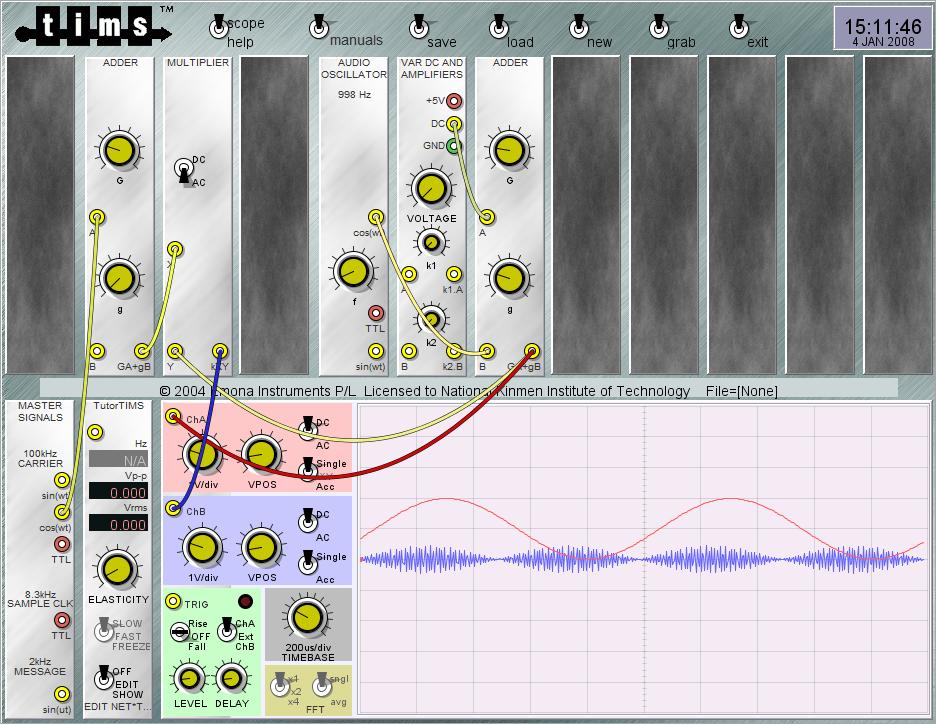 tims TM
scope
help
manuals
save
load
new
grab
exit
15:11:46
4 JAN 2008
ADDER
G
A
g
B GA+gB
MULTIPLIER
DC
AC
X
Y kXY
AUDIO
OSCILLATOR
998 Hz
cos(wt)
f
TTL
sin(wt)
VAR DC AND
AMPLIFIERS
+5V
DC
GND
VOLTAGE
k1
A k1.A
k2
B k2.B
ADDER
G
A
g
B GA+gB
© 2004 Emona Instruments P/L Licensed to National Kinmen Institute of Technology File=[None]
MASTER
SIGNALS
100kHz
CARRIER
sin(wt)
cos(wt)
TTL
8.3kHz
SAMPLE CLK
TTL
2kHz
MESSAGE
sin(ut)
TutorTIMS
Hz
N/A
Vp-p
0.000
Vrms
0.000
ELASTICITY
SLOW
FAST
FREEZE
OFF
EDIT
SHOW
EDIT NET*T...
ChA
DC
AC
Single
Acc
1V/div VPOS
ChB
DC
AC
Single
Acc
1V/div VPOS
TRIG
Rise
OFF
Fall
ChA
Ext
ChB
LEVEL DELAY
200us/div
TIMEBASE
x1
x2
x4
sngl
avg
FFT